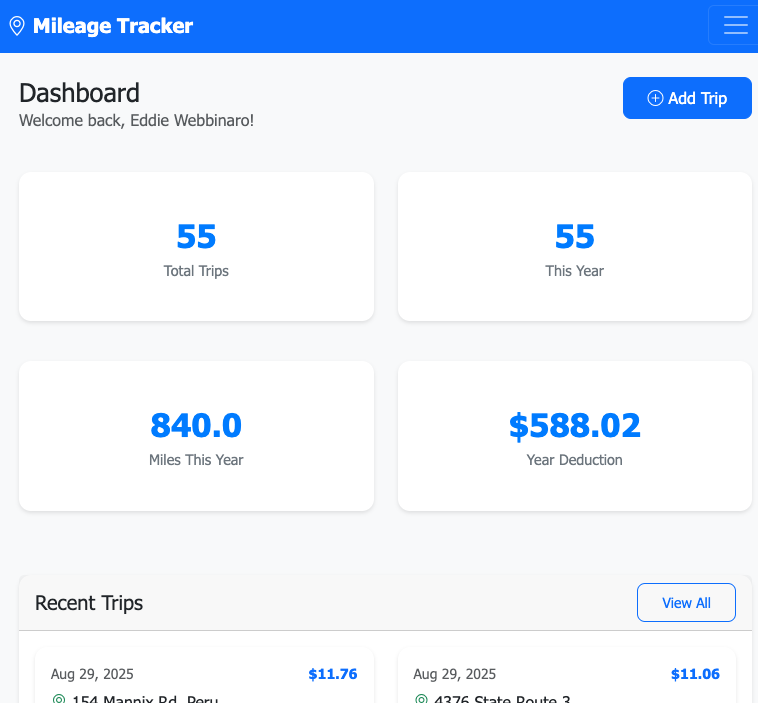 Mileage Tracker
Dashboard
Add Trip
Welcome back, Eddie Webbinaro!
55
Total Trips
55
This Year
840.0
Miles This Year
$588.02
Year Deduction
Recent Trips
View All
Aug 29, 2025
$11.76
154 Mannix Rd, Peru
Aug 29, 2025
$11.06
4376 State Route 3